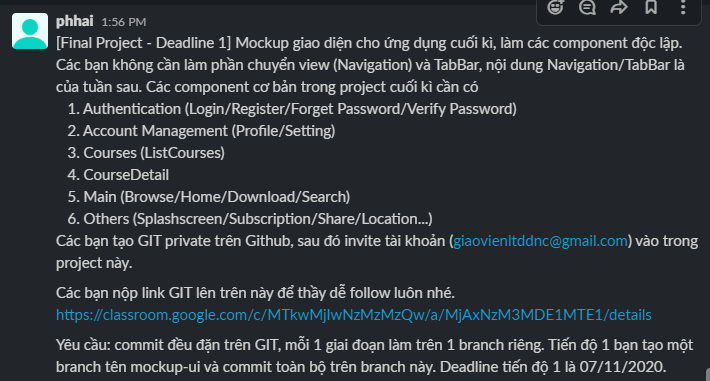 phhai 1:56 PM
[Final Project - Deadline 1] Mockup giao diện cho ứng dụng cuối kì, làm các component độc lập.
Các bạn không cần làm phần chuyển view (Navigation) và TabBar, nội dung Navigation/TabBar là
của tuần sau. Các component cơ bản trong project cuối kì cần có
1. Authentication (Login/Register/Forget Password/Verify Password)
2. Account Management (Profile/Setting)
3. Courses (ListCourses)
4. CourseDetail
5. Main (Browse/Home/Download/Search)
6. Others (Splashscreen/Subscription/Share/Location...)
Các bạn tạo GIT private trên Github, sau đó invite tài khoản (giaovienltddnc@gmail.com) vào trong
project này.
Các bạn nộp link GIT lên trên này để thầy dễ follow luôn nhé.
https://classroom.google.com/c/MTkwMjIwNzMzMzQw/a/MjAxNzM3MDE1MTE1/details
Yêu cầu: commit đều đặn trên GIT, mỗi 1 giai đoạn làm trên 1 branch riêng. Tiến độ 1 bạn tạo một
branch tên mockup-ui và commit toàn bộ trên branch này. Deadline tiến độ 1 là 07/11/2020.